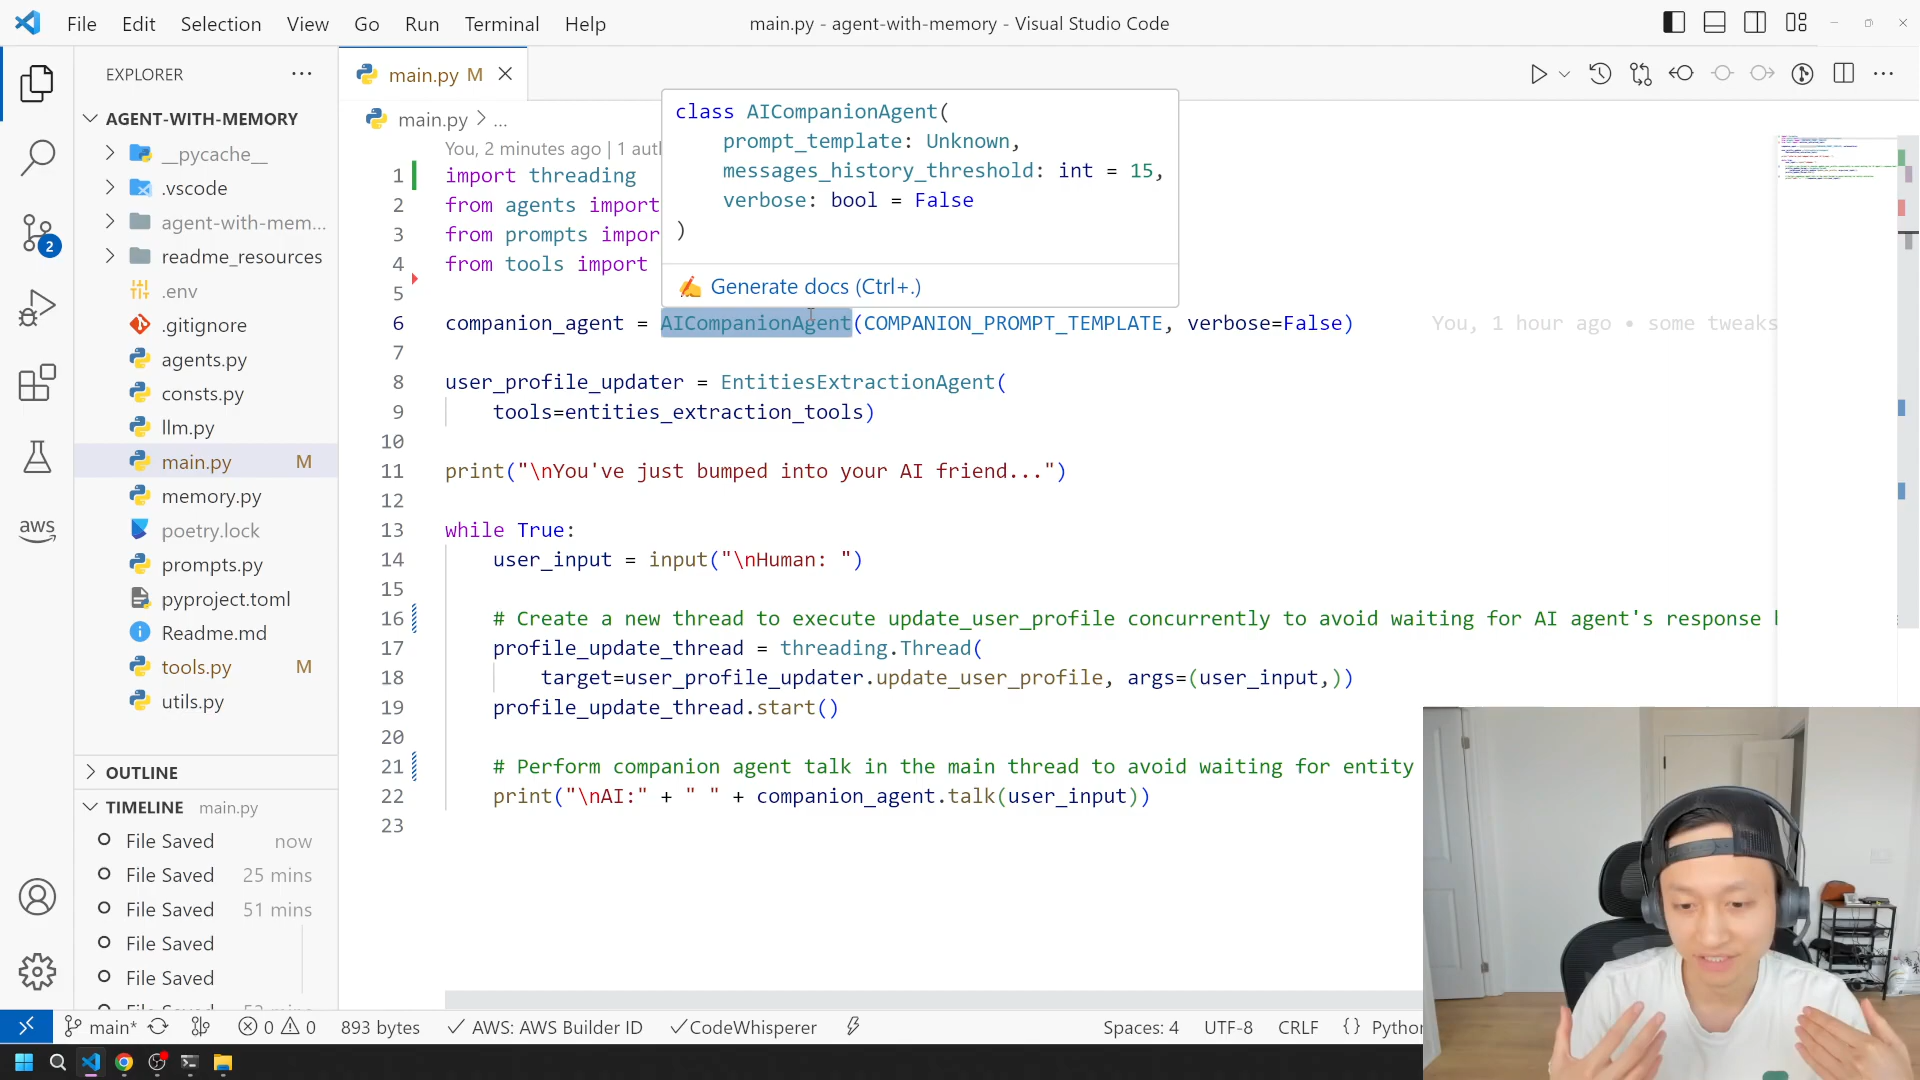 File Edit Selection View Go Run Terminal Help
main.py - agent-with-memory - Visual Studio Code
EXPLORER
AGENT-WITH-MEMORY
__pycache__
.vscode
agent-with-mem...
readme_resources
.env
.gitignore
agents.py
consts.py
llm.py
main.py M
memory.py
poetry.lock
prompts.py
pyproject.toml
Readme.md
tools.py M
utils.py
OUTLINE
TIMELINE main.py
File Saved now
File Saved 25 mins
File Saved 51 mins
File Saved
File Saved
2
aws
main.py M
main.py > ...
class AICompanionAgent(
prompt_template: Unknown,
messages_history_threshold: int = 15,
verbose: bool = False
)
✍️ Generate docs (Ctrl+.)
You, 2 minutes ago | 1 aut
1 import threading
2 from agents import
3 from prompts impor
4 from tools import
5
6 companion_agent = AICompanionAgent(COMPANION_PROMPT_TEMPLATE, verbose=False) You, 1 hour ago • some tweaks
7
8 user_profile_updater = EntitiesExtractionAgent(
9 tools=entities_extraction_tools)
10
11 print("\nYou've just bumped into your AI friend...")
12
13 while True:
14 user_input = input("\nHuman: ")
15
16 # Create a new thread to execute update_user_profile concurrently to avoid waiting for AI agent's response
17 profile_update_thread = threading.Thread(
18 target=user_profile_updater.update_user_profile, args=(user_input,))
19 profile_update_thread.start()
20
21 # Perform companion agent talk in the main thread to avoid waiting for entity
22 print("\nAI:" + " " + companion_agent.talk(user_input))
23
main* 0 0 893 bytes AWS: AWS Builder ID CodeWhisperer Spaces: 4 UTF-8 CRLF {} Python